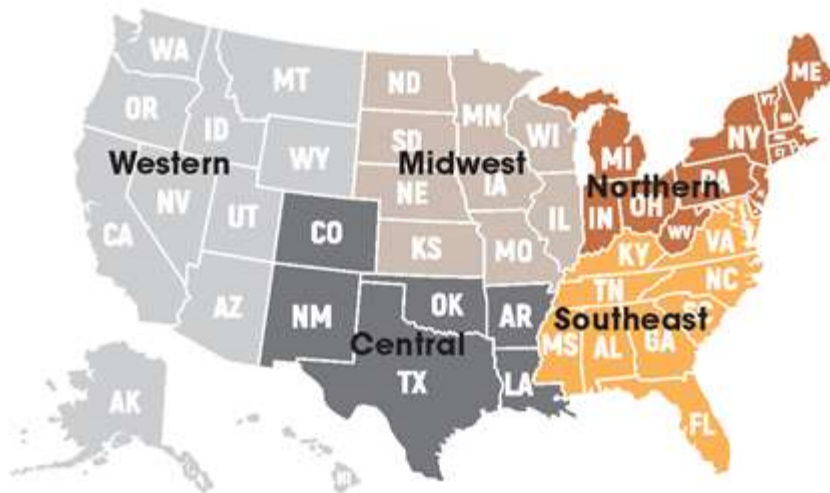 WA
MT
ND
MN
ME
OR
ID
SD
WI
VT
NY
MI
WY
Western
Midwest
Northern
NE
IA
PA
NV
UT
CO
IL
IN
OH
WV
VA
CA
KS
MO
KY
NC
AZ
NM
OK
AR
TN
Southeast
Central
MS
AL
GA
TX
LA
AK
FL
HI